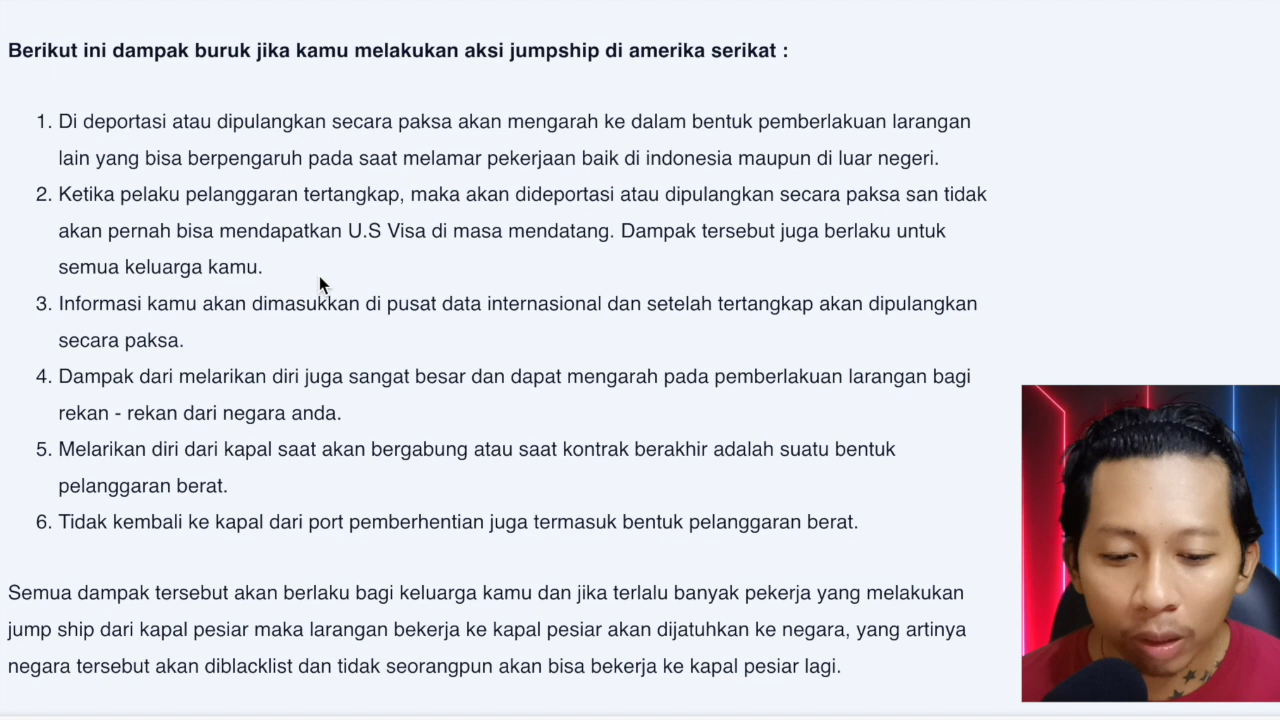 Berikut ini dampak buruk jika kamu melakukan aksi jumpship di amerika serikat :
1. Di deportasi atau dipulangkan secara paksa akan mengarah ke dalam bentuk pemberlakuan larangan
lain yang bisa berpengaruh pada saat melamar pekerjaan baik di indonesia maupun di luar negeri.
2. Ketika pelaku pelanggaran tertangkap, maka akan dideportasi atau dipulangkan secara paksa san tidak
akan pernah bisa mendapatkan U.S Visa di masa mendatang. Dampak tersebut juga berlaku untuk
semua keluarga kamu.
3. Informasi kamu akan dimasukkan di pusat data internasional dan setelah tertangkap akan dipulangkan
secara paksa.
4. Dampak dari melarikan diri juga sangat besar dan dapat mengarah pada pemberlakuan larangan bagi
rekan - rekan dari negara anda.
5. Melarikan diri dari kapal saat akan bergabung atau saat kontrak berakhir adalah suatu bentuk
pelanggaran berat.
6. Tidak kembali ke kapal dari port pemberhentian juga termasuk bentuk pelanggaran berat.
Semua dampak tersebut akan berlaku bagi keluarga kamu dan jika terlalu banyak pekerja yang melakukan
jump ship dari kapal pesiar maka larangan bekerja ke kapal pesiar akan dijatuhkan ke negara, yang artinya
negara tersebut akan diblacklist dan tidak seorangpun akan bisa bekerja ke kapal pesiar lagi.